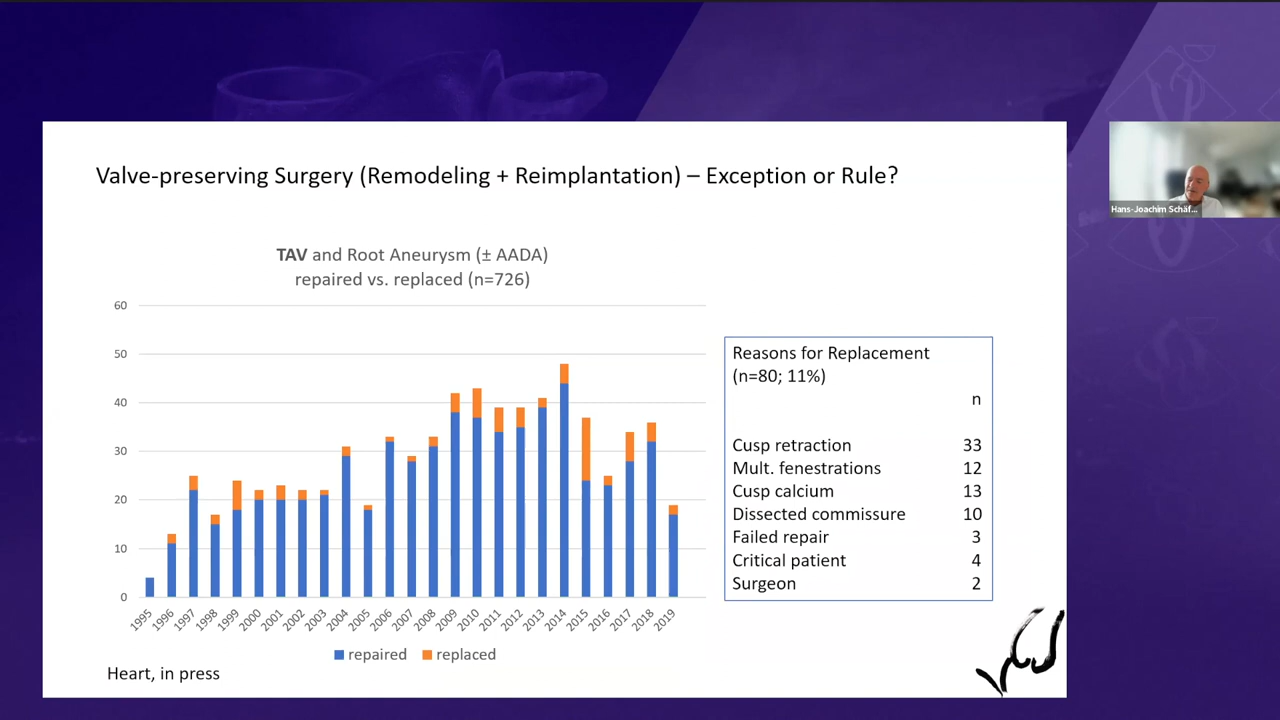 Valve-preserving Surgery (Remodeling + Reimplantation) – Exception or Rule?
TAV and Root Aneurysm (± AADA)
repaired vs. replaced (n=726)
60
50
40
30
20
10
0
1995 1996 1997 1998 1999 2000 2001 2002 2003 2004 2005 2006 2007 2008 2009 2010 2011 2012 2013 2014 2015 2016 2017 2018 2019
repaired replaced
Heart, in press
Reasons for Replacement
(n=80; 11%)
n
Cusp retraction 33
Mult. fenestrations 12
Cusp calcium 13
Dissected commissure 10
Failed repair 3
Critical patient 4
Surgeon 2
Hans-Joachim Schäf...